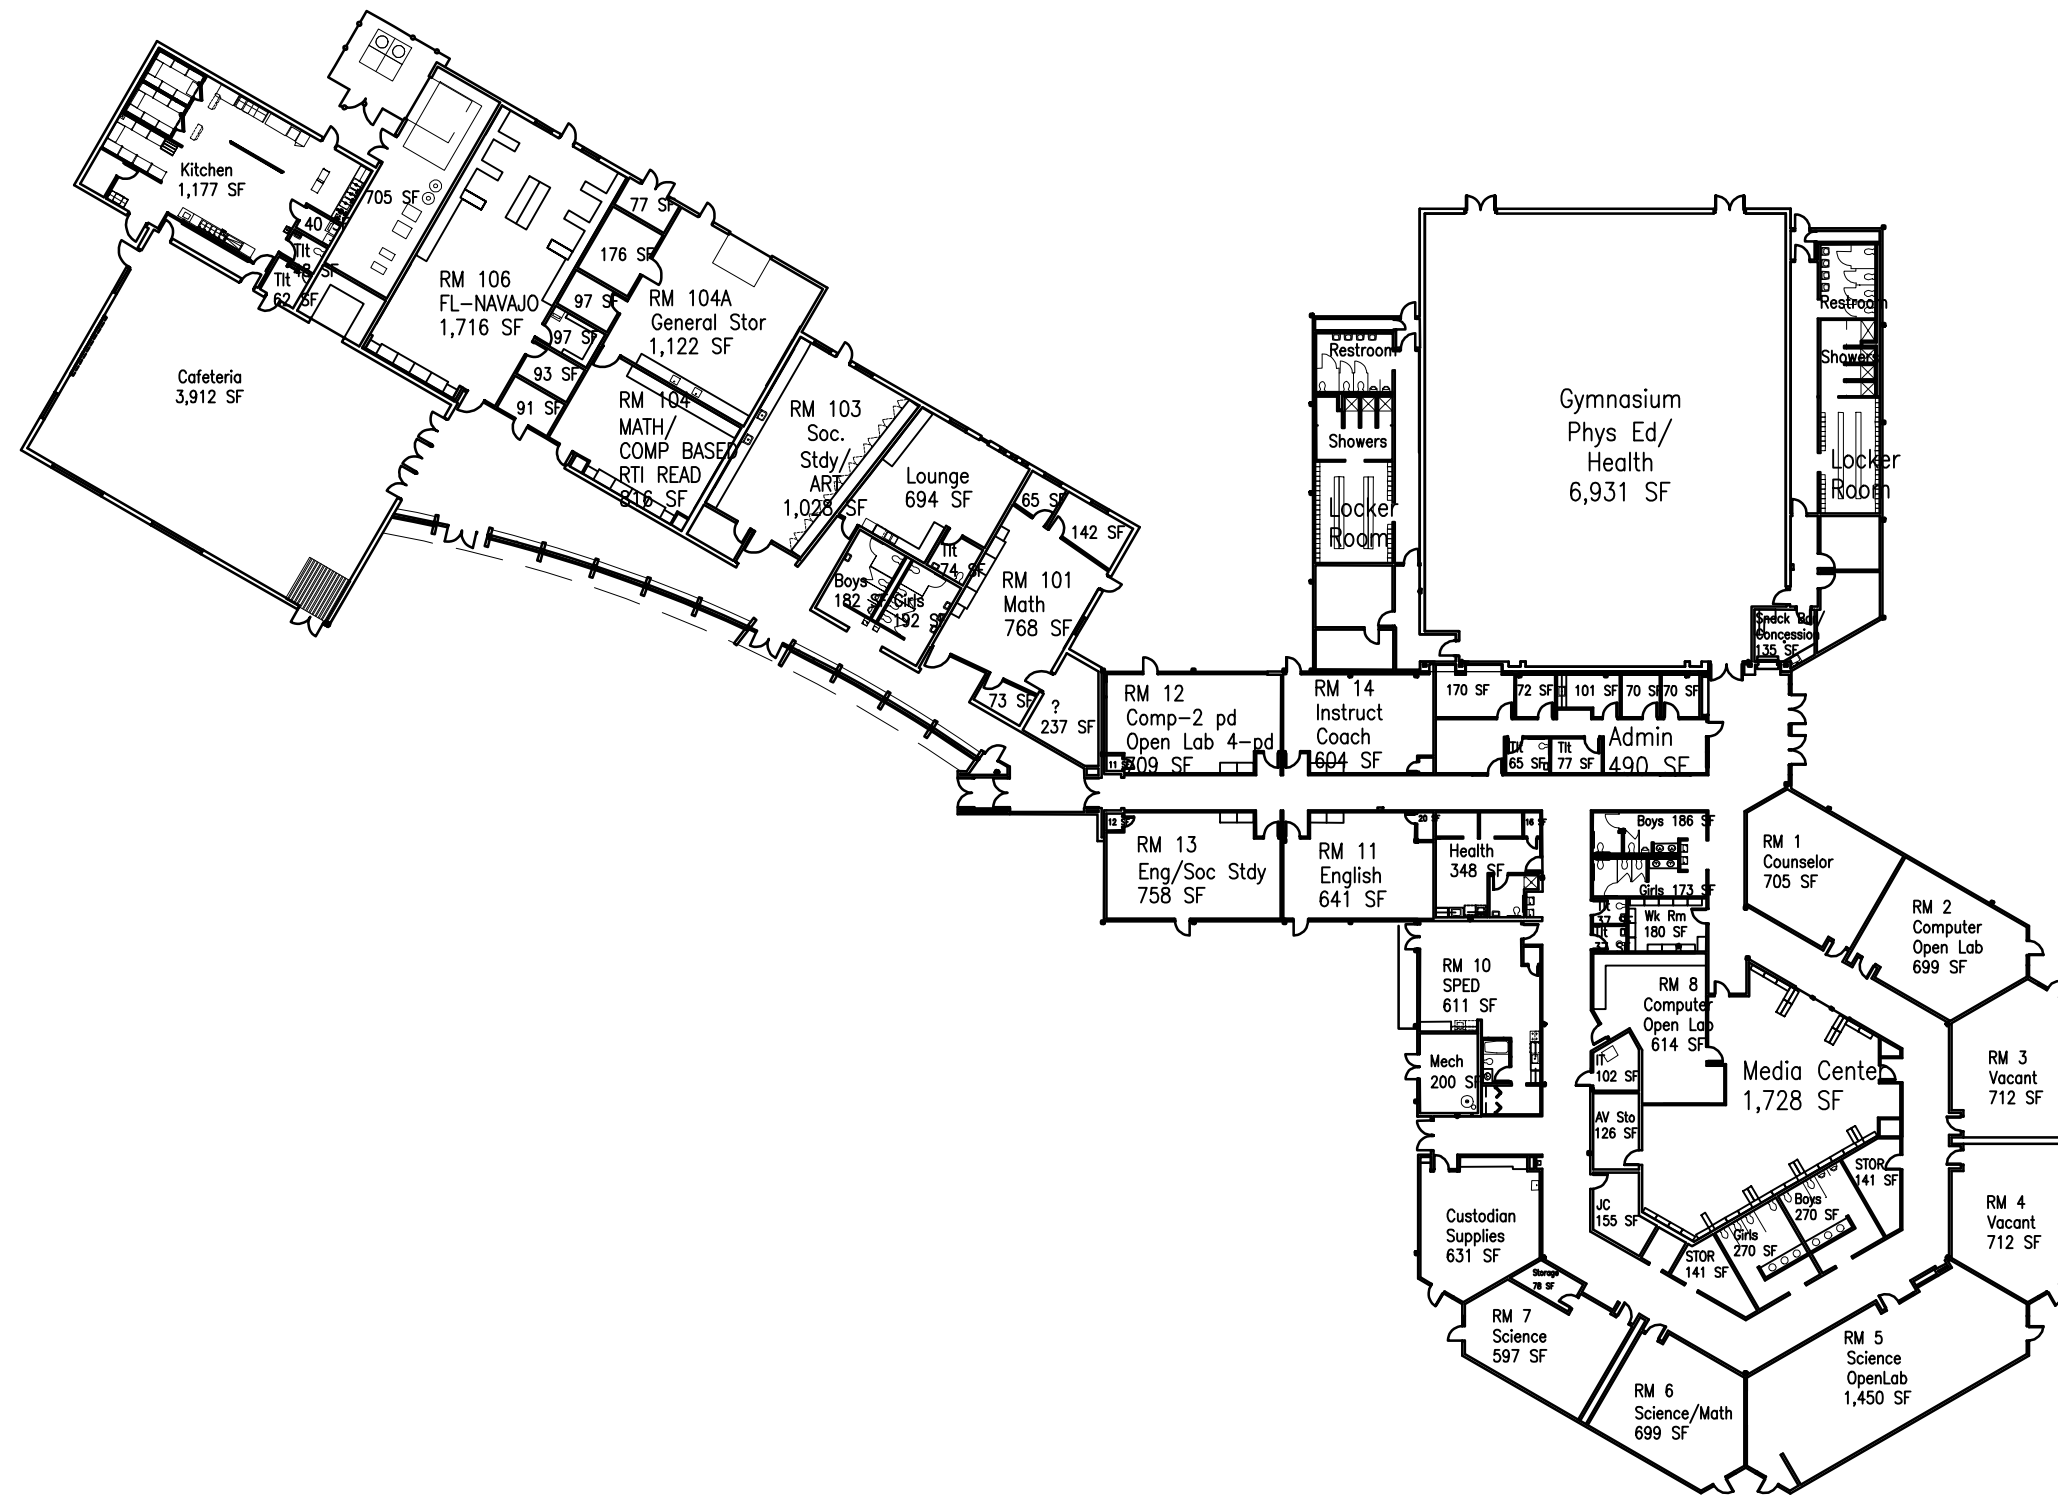 Kitchen
1,177 SF
705 SF
40
Tlt
Tlt
62 SF
Cafeteria
3,912 SF
RM 106
FL-NAVAJO
1,716 SF
77 SF
176 SF
97 SF
97 SF
93 SF
91 SF
RM 104A
General Stor
1,122 SF
RM 104
MATH/
COMP BASED
RTI READ
816 SF
RM 103
Soc.
Stdy/
ART
1,028 SF
Lounge
694 SF
65 SF
142 SF
Tlt
74 SF
Boys
182 SF
Girls
192 SF
RM 101
Math
768 SF
73 SF
?
237 SF
Restroom
Showers
Locker
Room
Gymnasium
Phys Ed/
Health
6,931 SF
Restroom
Showers
Locker
Room
Snack Bar/
Concession
135 SF
RM 12
Comp-2 pd
Open Lab 4-pd
709 SF
11 SF
RM 14
Instruct
Coach
604 SF
170 SF
72 SF
101 SF
70 SF
70 SF
Tlt
65 SF
Tlt
77 SF
Admin
490 SF
12 SF
RM 13
Eng/Soc Stdy
758 SF
RM 11
English
641 SF
20 SF
16 SF
Health
348 SF
Boys 186 SF
Girls 173 SF
Tlt
37 SF
Tlt
37 SF
Wk Rm
180 SF
RM 1
Counselor
705 SF
RM 2
Computer
Open Lab
699 SF
RM 10
SPED
611 SF
Mech
200 SF
RM 8
Computer
Open Lab
614 SF
IT
102 SF
AV Sto
126 SF
JC
155 SF
Media Center
1,728 SF
RM 3
Vacant
712 SF
STOR
141 SF
Boys
270 SF
Girls
270 SF
STOR
141 SF
RM 4
Vacant
712 SF
Custodian
Supplies
631 SF
Storage
78 SF
RM 7
Science
597 SF
RM 6
Science/Math
699 SF
RM 5
Science
OpenLab
1,450 SF